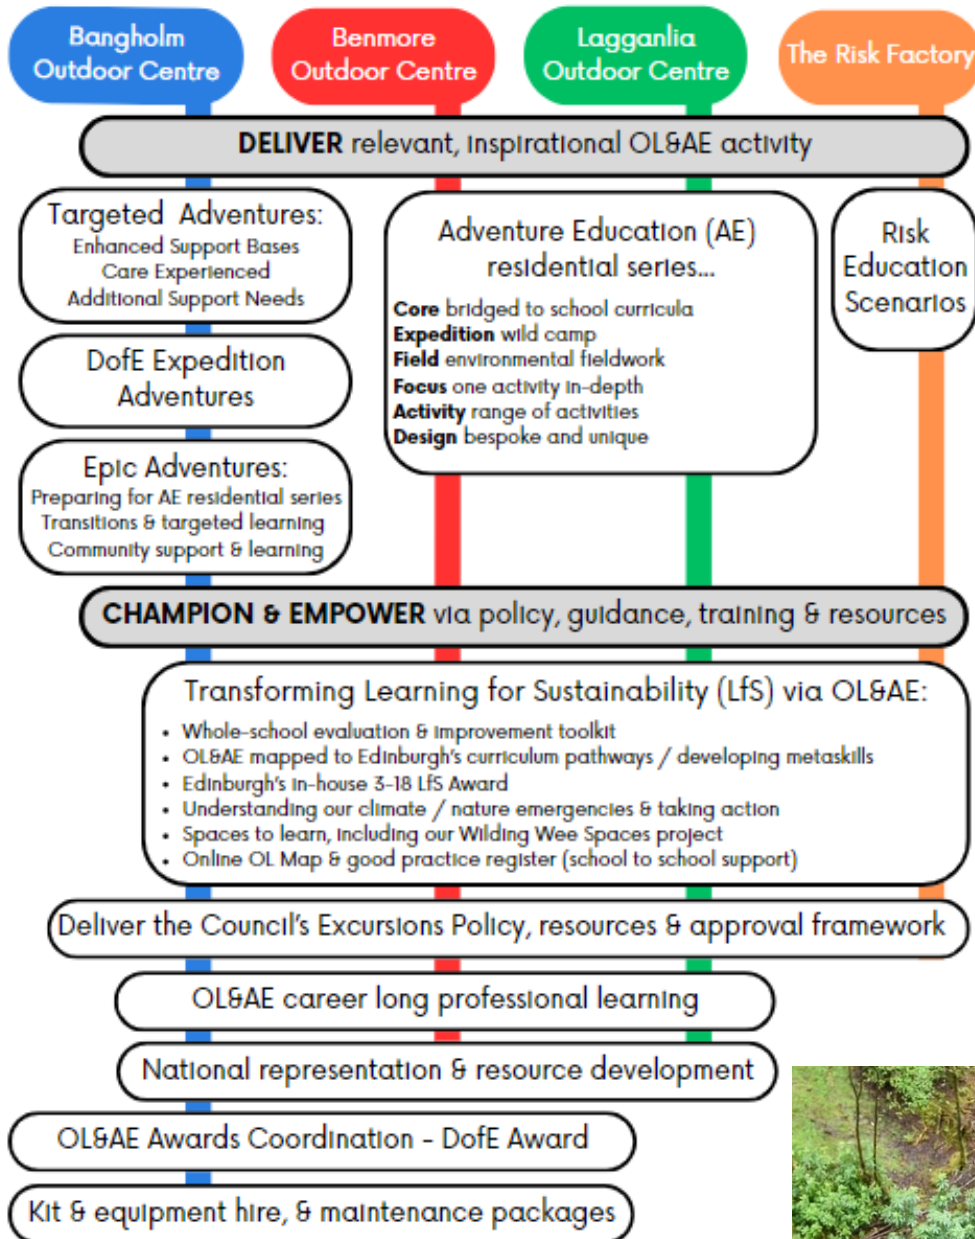 Bangholm
Outdoor Centre
Benmore
Outdoor Centre
Lagganlia
Outdoor Centre
The Risk Factory
DELIVER relevant, inspirational OL&AE activity
Targeted Adventures:
Enhanced Support Bases
Care Experienced
Additional Support Needs
DofE Expedition
Adventures
Epic Adventures:
Preparing for AE residential series
Transitions & targeted learning
Community support & learning
Adventure Education (AE)
residential series...
Core bridged to school curricula
Expedition wild camp
Field environmental fieldwork
Focus one activity in-depth
Activity range of activities
Design bespoke and unique
Risk
Education
Scenarios
CHAMPION & EMPOWER via policy, guidance, training & resources
Transforming Learning for Sustainability (LfS) via OL&AE:
• Whole-school evaluation & improvement toolkit
• OL&AE mapped to Edinburgh's curriculum pathways / developing metaskills
• Edinburgh's in-house 3-18 LfS Award
• Understanding our climate / nature emergencies & taking action
• Spaces to learn, including our Wilding Wee Spaces project
• Online OL Map & good practice register (school to school support)
Deliver the Council's Excursions Policy, resources & approval framework
OL&AE career long professional learning
National representation & resource development
OL&AE Awards Coordination - DofE Award
Kit & equipment hire, & maintenance packages